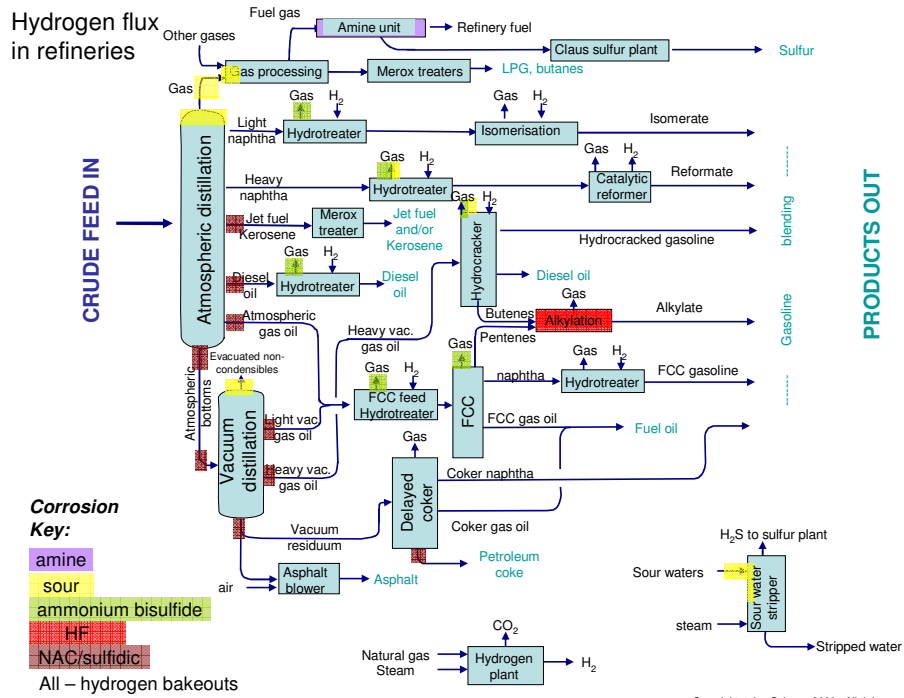 Hydrogen flux
in refineries
Fuel gas
Amine unit
Refinery fuel
Other gases
Claus sulfur plant
Sulfur
Gas processing
Merox treaters
LPG, butanes
Gas
Gas
H2
Gas
H2
Light
naphtha
Hydrotreater
Isomerisation
Isomerate
Gas
H2
Gas
H2
Heavy
naphtha
Hydrotreater
Catalytic
reformer
Reformate
CRUDE FEED IN
Atmospheric distillation
Jet fuel
Kerosene
Merox
treater
Jet fuel
and/or
Kerosene
Gas
H2
Hydrocracker
Hydrocracked gasoline
blending
Gas
H2
Diesel
oil
Hydrotreater
Diesel
oil
Diesel oil
PRODUCTS OUT
Gas
Atmospheric
gas oil
Heavy vac.
gas oil
Butenes
Pentenes
Alkylation
Alkylate
Gasoline
Evacuated non-
condensibles
Atmospheric
bottoms
Gas
H2
Gas
Gas
H2
FCC feed
Hydrotreater
FCC
naphtha
Hydrotreater
FCC gasoline
Vacuum
distillation
Light vac.
gas oil
FCC gas oil
Fuel oil
Gas
Heavy vac.
gas oil
Delayed
coker
Coker naphtha
Coker gas oil
Vacuum
residuum
Petroleum
coke
air
Asphalt
blower
Asphalt
Corrosion
Key:
amine
sour
ammonium bisulfide
HF
NAC/sulfidic
All – hydrogen bakeouts
H2S to sulfur plant
Sour waters
Sour water
stripper
steam
Stripped water
CO2
Natural gas
Steam
Hydrogen
plant
H2